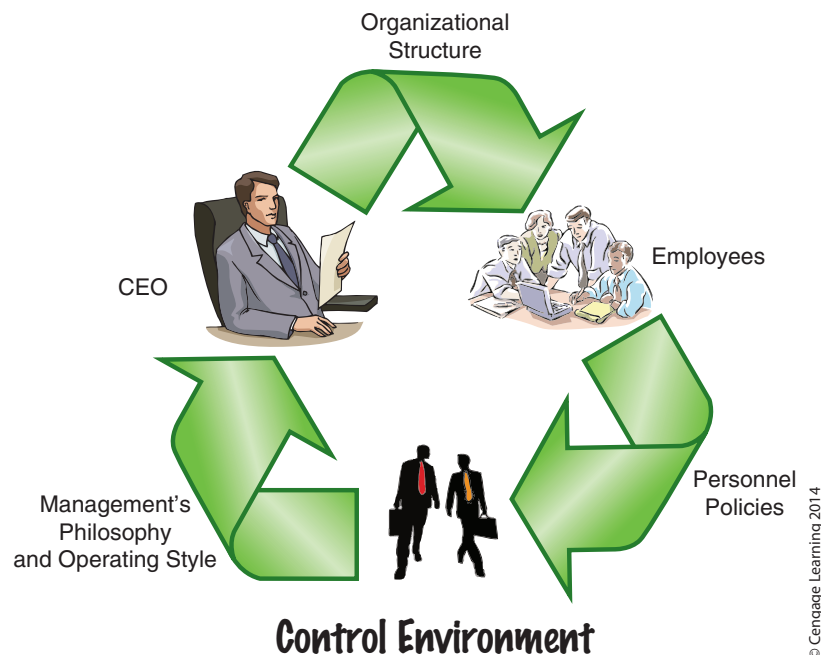 Organizational
Structure
CEO
Employees
Personnel
Policies
Management's
Philosophy
and Operating Style
Control Environment
© Cengage Learning 2014